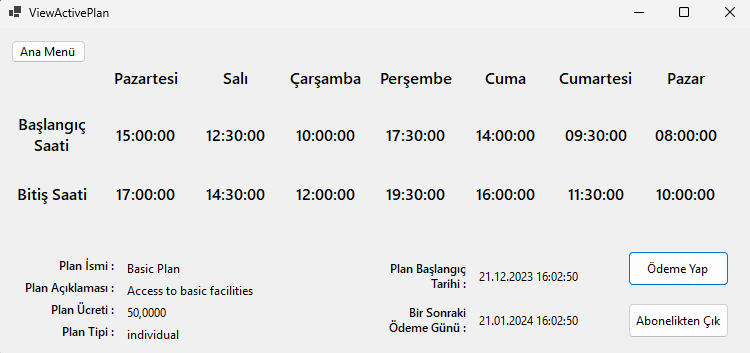 ViewActivePlan
Ana Menü
Pazartesi Salı Çarşamba Perşembe Cuma Cumartesi Pazar
Başlangıç
Saati
15:00:00 12:30:00 10:00:00 17:30:00 14:00:00 09:30:00 08:00:00
Bitiş Saati 17:00:00 14:30:00 12:00:00 19:30:00 16:00:00 11:30:00 10:00:00
Plan İsmi : Basic Plan
Plan Açıklaması : Access to basic facilities
Plan Ücreti : 50,0000
Plan Tipi : individual
Plan Başlangıç
Tarihi : 21.12.2023 16:02:50
Bir Sonraki
Ödeme Günü : 21.01.2024 16:02:50
Ödeme Yap
Abonelikten Çık